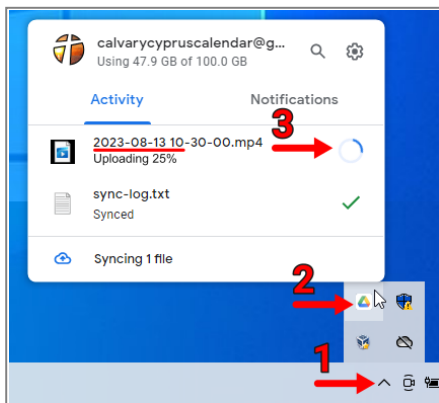 calvarycypruscalendar@g...
Using 47.9 GB of 100.0 GB
Activity Notifications
3
2023-08-13 10-30-00.mp4
Uploading 25%
sync-log.txt
Synced
Syncing 1 file
2
1